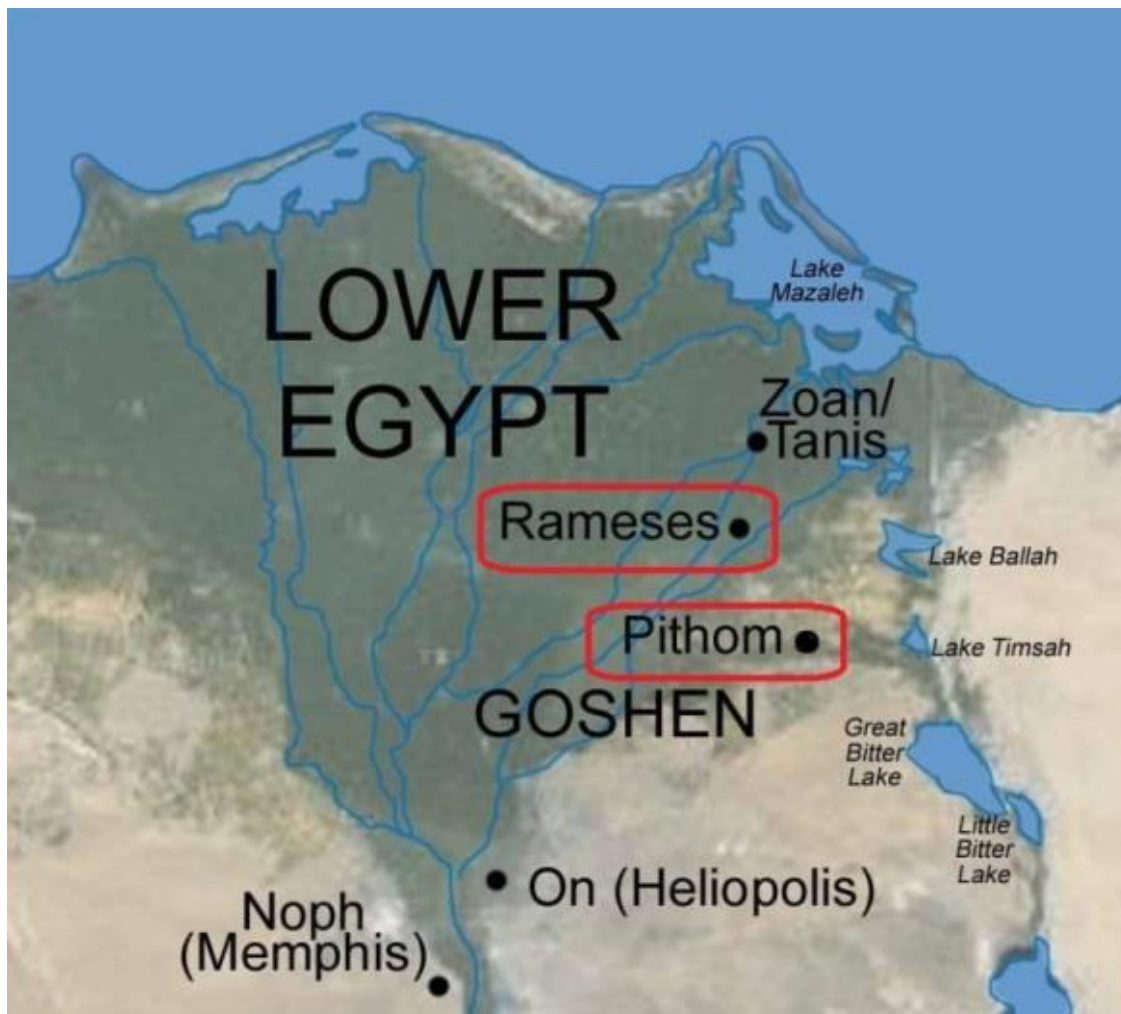 LOWER
EGYPT
Lake
Mazaleh
Zoan/
Tanis
Rameses
Lake Ballah
Pithom
Lake Timsah
GOSHEN
Great
Bitter
Lake
Little
Bitter
Lake
On (Heliopolis)
Noph
(Memphis)